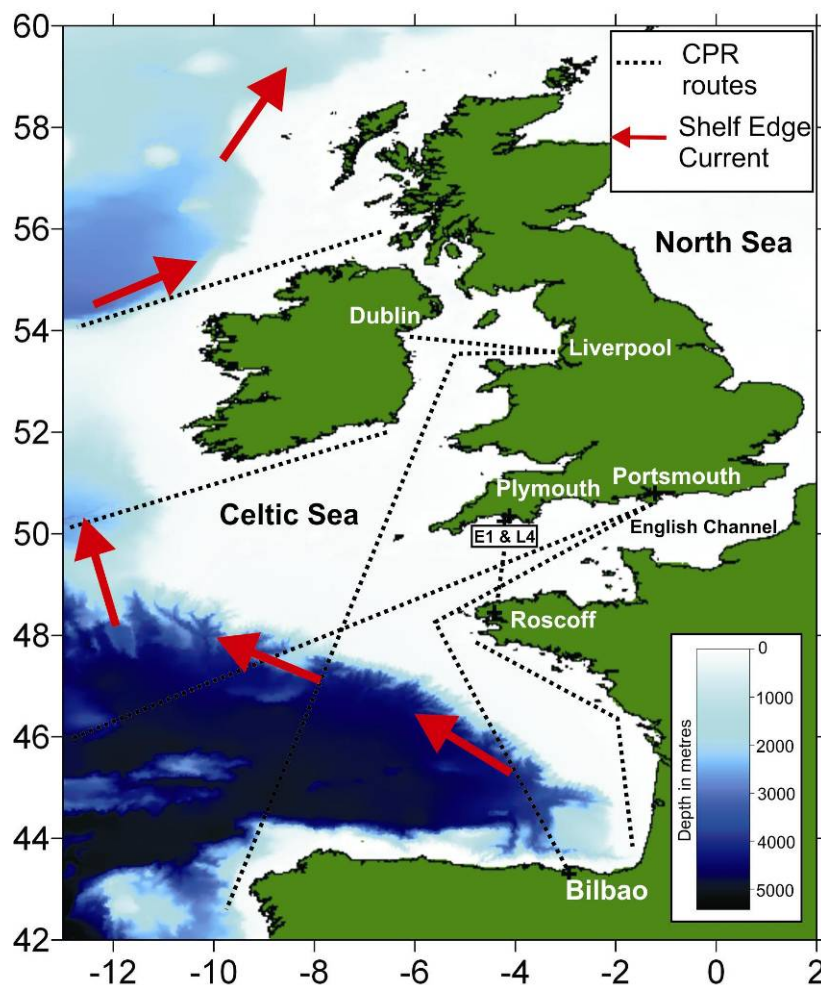 60
58
56
54
52
50
48
46
44
42
-12
-10
-8
-6
-4
-2
0
2
CPR
routes
Shelf Edge
Current
North Sea
Dublin
Liverpool
Portsmouth
Plymouth
Celtic Sea
English Channel
E1 & L4
Roscoff
Bilbao
Depth in metres
0
1000
2000
3000
4000
5000